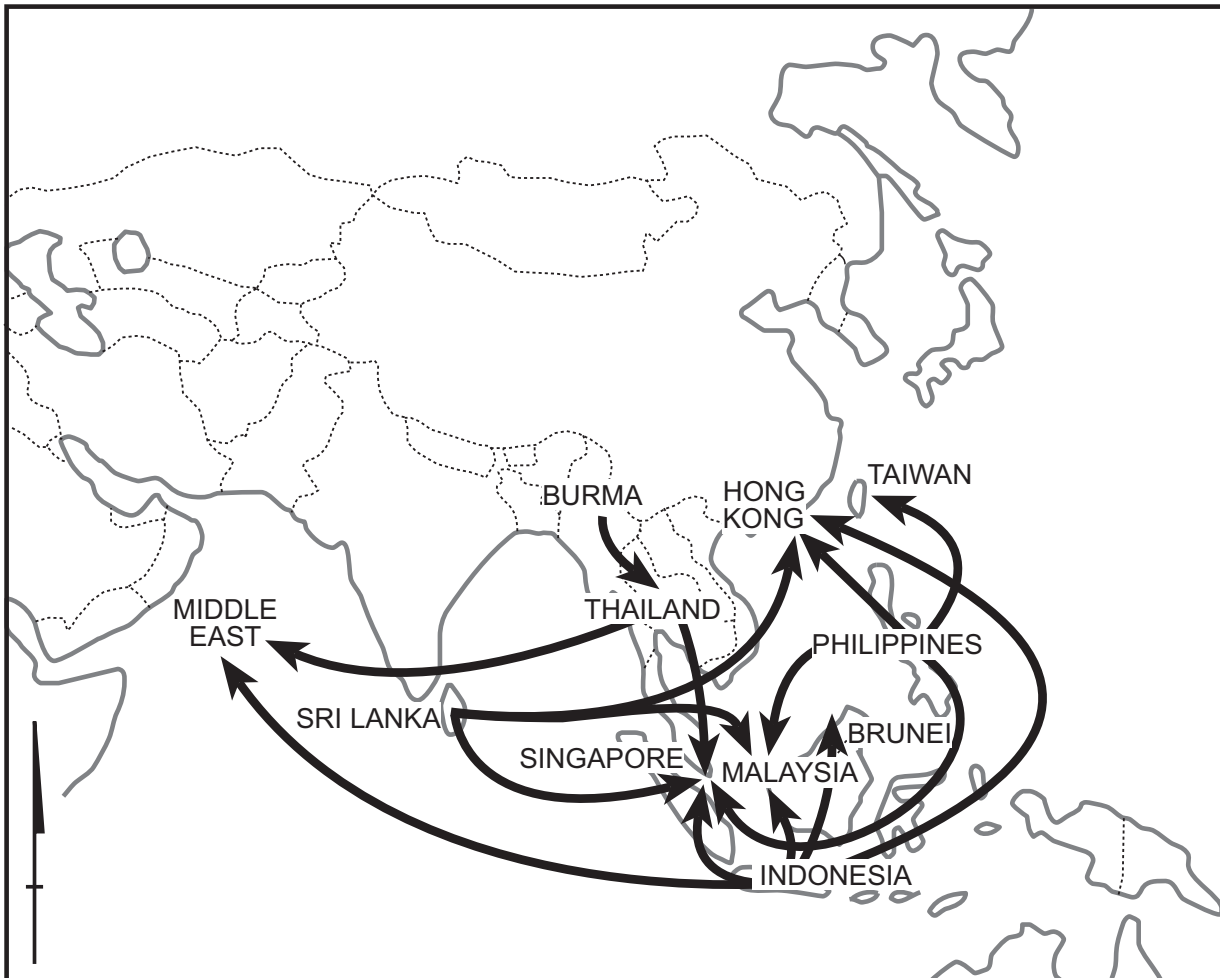 TAIWAN
HONG
KONG
BURMA
THAILAND
MIDDLE
EAST
PHILIPPINES
SRI LANKA
BRUNEI
SINGAPORE
MALAYSIA
INDONESIA